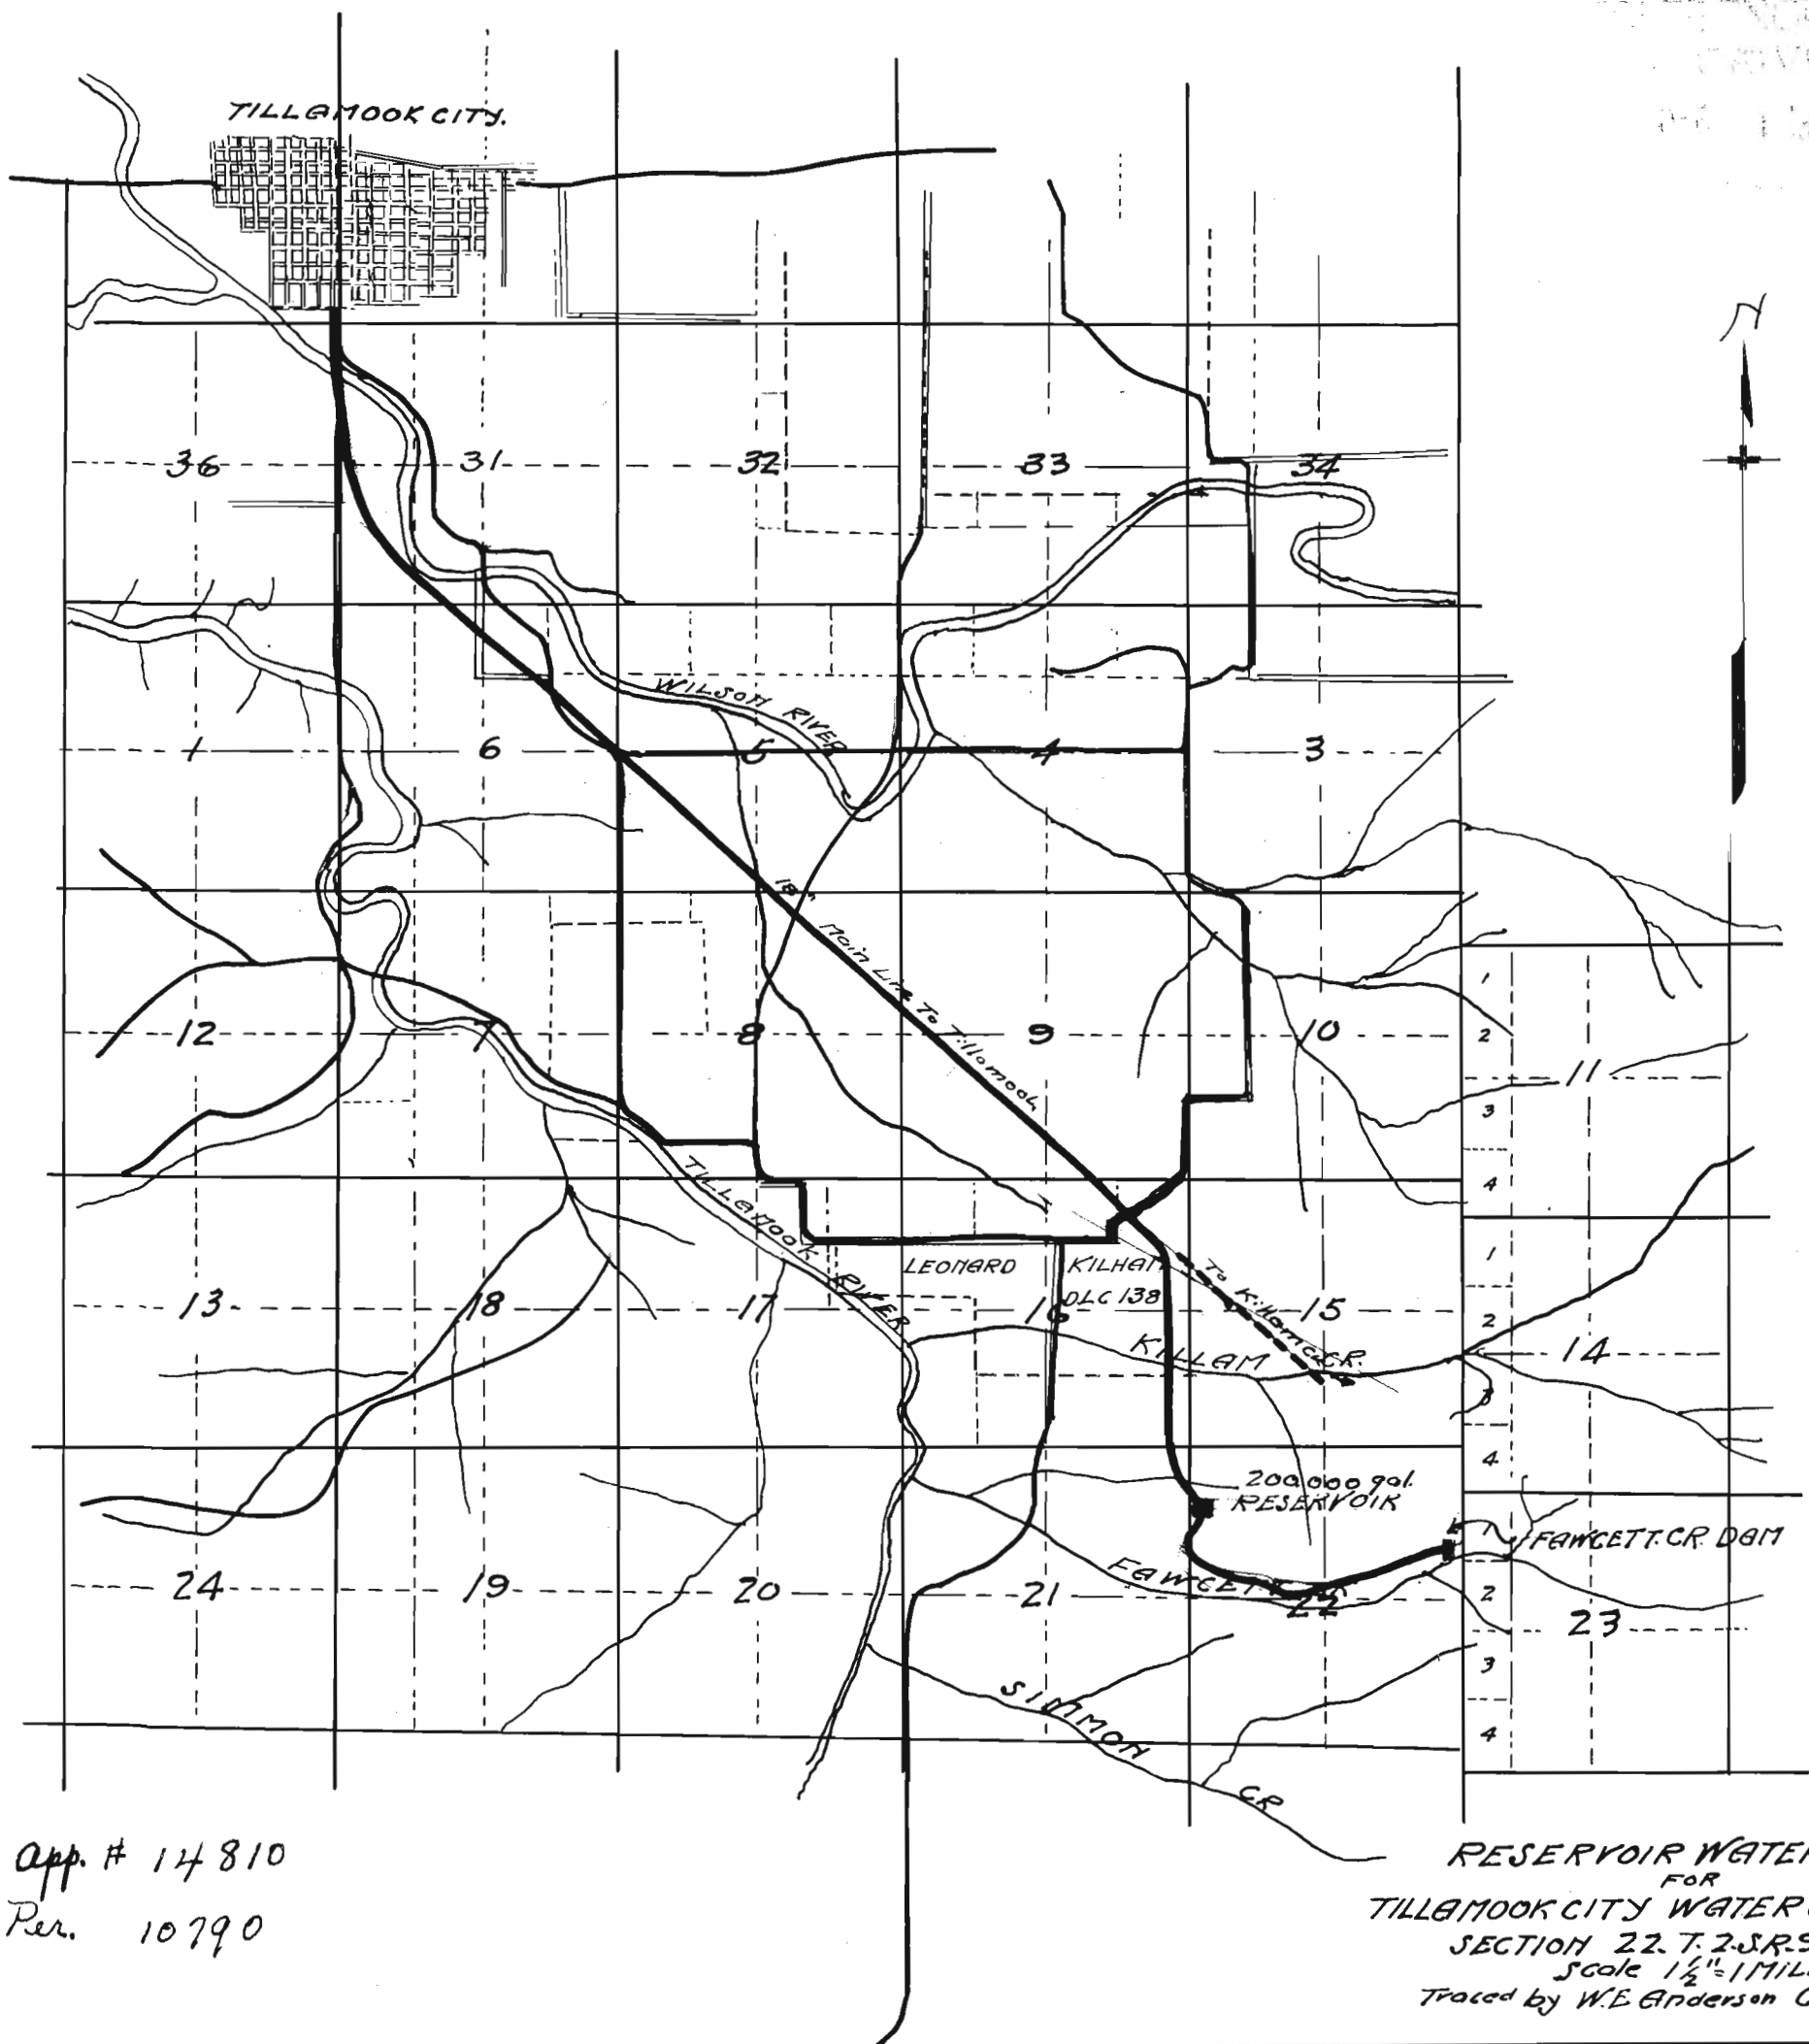 TILLAMOOK CITY.
36 31 32 33 34
WILSON RIVER
1 6 5 4 3
18"
Main Line To Tillamook
12 7 8 9 10
1
2
11
3
4
TILLAMOOK RIVER
LEONARD KILHAM
DLC 138
To Kilham CR.
13 18 17 16 15
1
2
14
KILLAM
3
4
200,000 gal.
RESERVOIR
1
FAWCETT. CR. DAM
FAWCETT
24 19 20 21 22
2
23
3
SIMMON CR
4
App. # 14810
Per. 10790
RESERVOIR WATER
FOR
TILLAMOOK CITY WATER
SECTION 22. T. 2.S.R.9
Scale 1½"=1 MIL
Traced by W.E Anderson